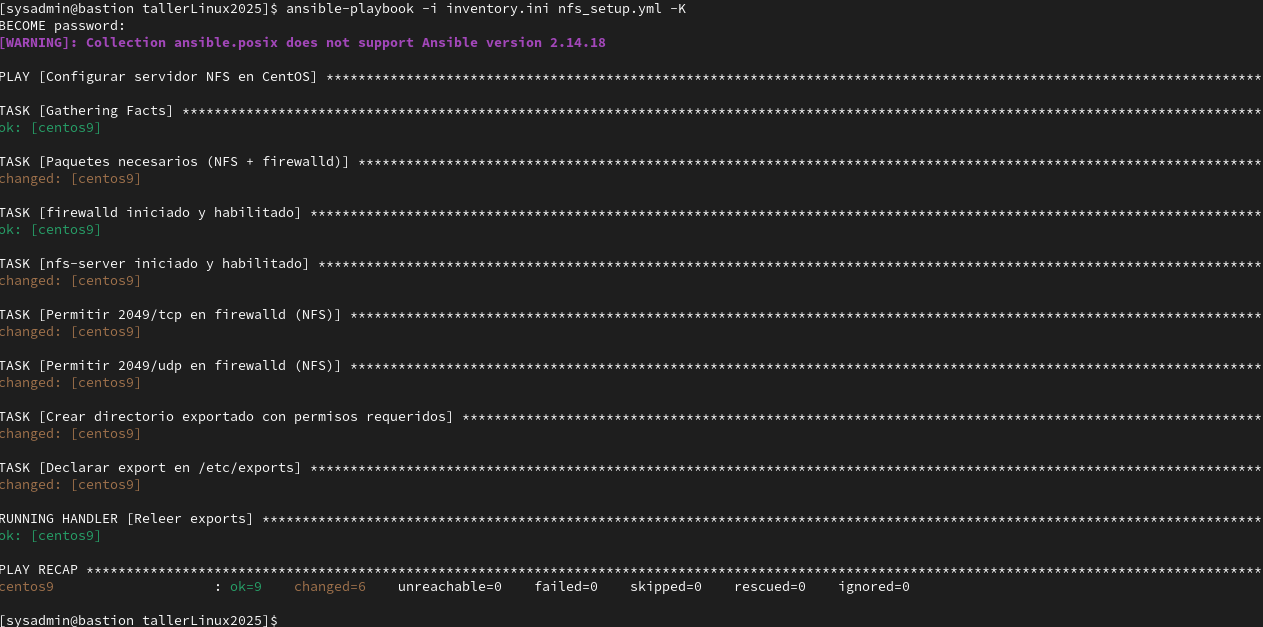 [sysadmin@bastion tallerLinux2025]$ ansible-playbook -i inventory.ini nfs_setup.yml -K
BECOME password:
[WARNING]: Collection ansible.posix does not support Ansible version 2.14.18
PLAY [Configurar servidor NFS en CentOS] *********************************************************************************************************************
TASK [Gathering Facts] ***************************************************************************************************************************************
ok: [centos9]
TASK [Paquetes necesarios (NFS + firewalld)] *****************************************************************************************************************
changed: [centos9]
TASK [firewalld iniciado y habilitado] ***********************************************************************************************************************
ok: [centos9]
TASK [nfs-server iniciado y habilitado] **********************************************************************************************************************
changed: [centos9]
TASK [Permitir 2049/tcp en firewalld (NFS)] ******************************************************************************************************************
changed: [centos9]
TASK [Permitir 2049/udp en firewalld (NFS)] ******************************************************************************************************************
changed: [centos9]
TASK [Crear directorio exportado con permisos requeridos] ****************************************************************************************************
changed: [centos9]
TASK [Declarar export en /etc/exports] ***********************************************************************************************************************
changed: [centos9]
RUNNING HANDLER [Releer exports] *****************************************************************************************************************************
ok: [centos9]
PLAY RECAP ***************************************************************************************************************************************************
centos9                    : ok=9    changed=6    unreachable=0    failed=0    skipped=0    rescued=0    ignored=0
[sysadmin@bastion tallerLinux2025]$